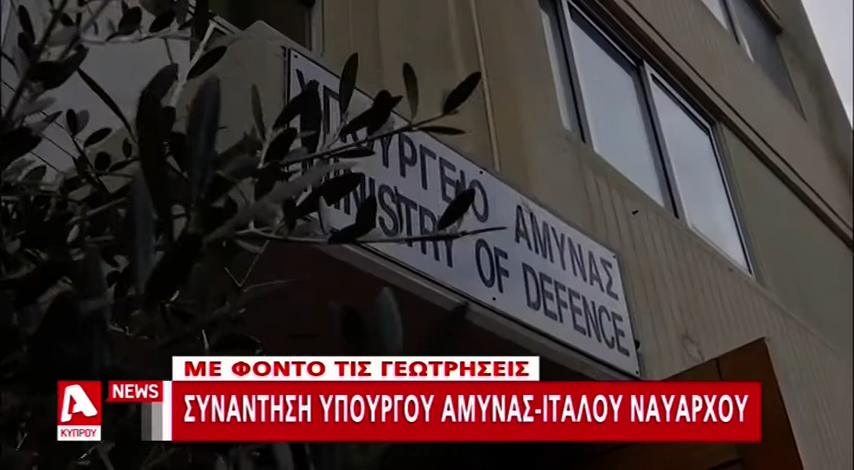 ΥΠΟΥΡΓΕΙΟ ΑΜΥΝΑΣ
MINISTRY OF DEFENCE
ΜΕ ΦΟΝΤΟ ΤΙΣ ΓΕΩΤΡΗΣΕΙΣ
NEWS
ΣΥΝΑΝΤΗΣΗ ΥΠΟΥΡΓΟΥ ΑΜΥΝΑΣ-ΙΤΑΛΟΥ ΝΑΥΑΡΧΟΥ
ΚΥΠΡΟΥ